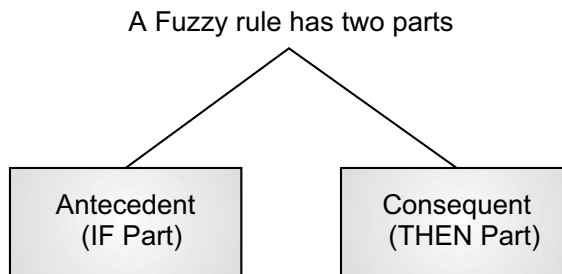 A Fuzzy rule has two parts
Antecedent
(IF Part)
Consequent
(THEN Part)